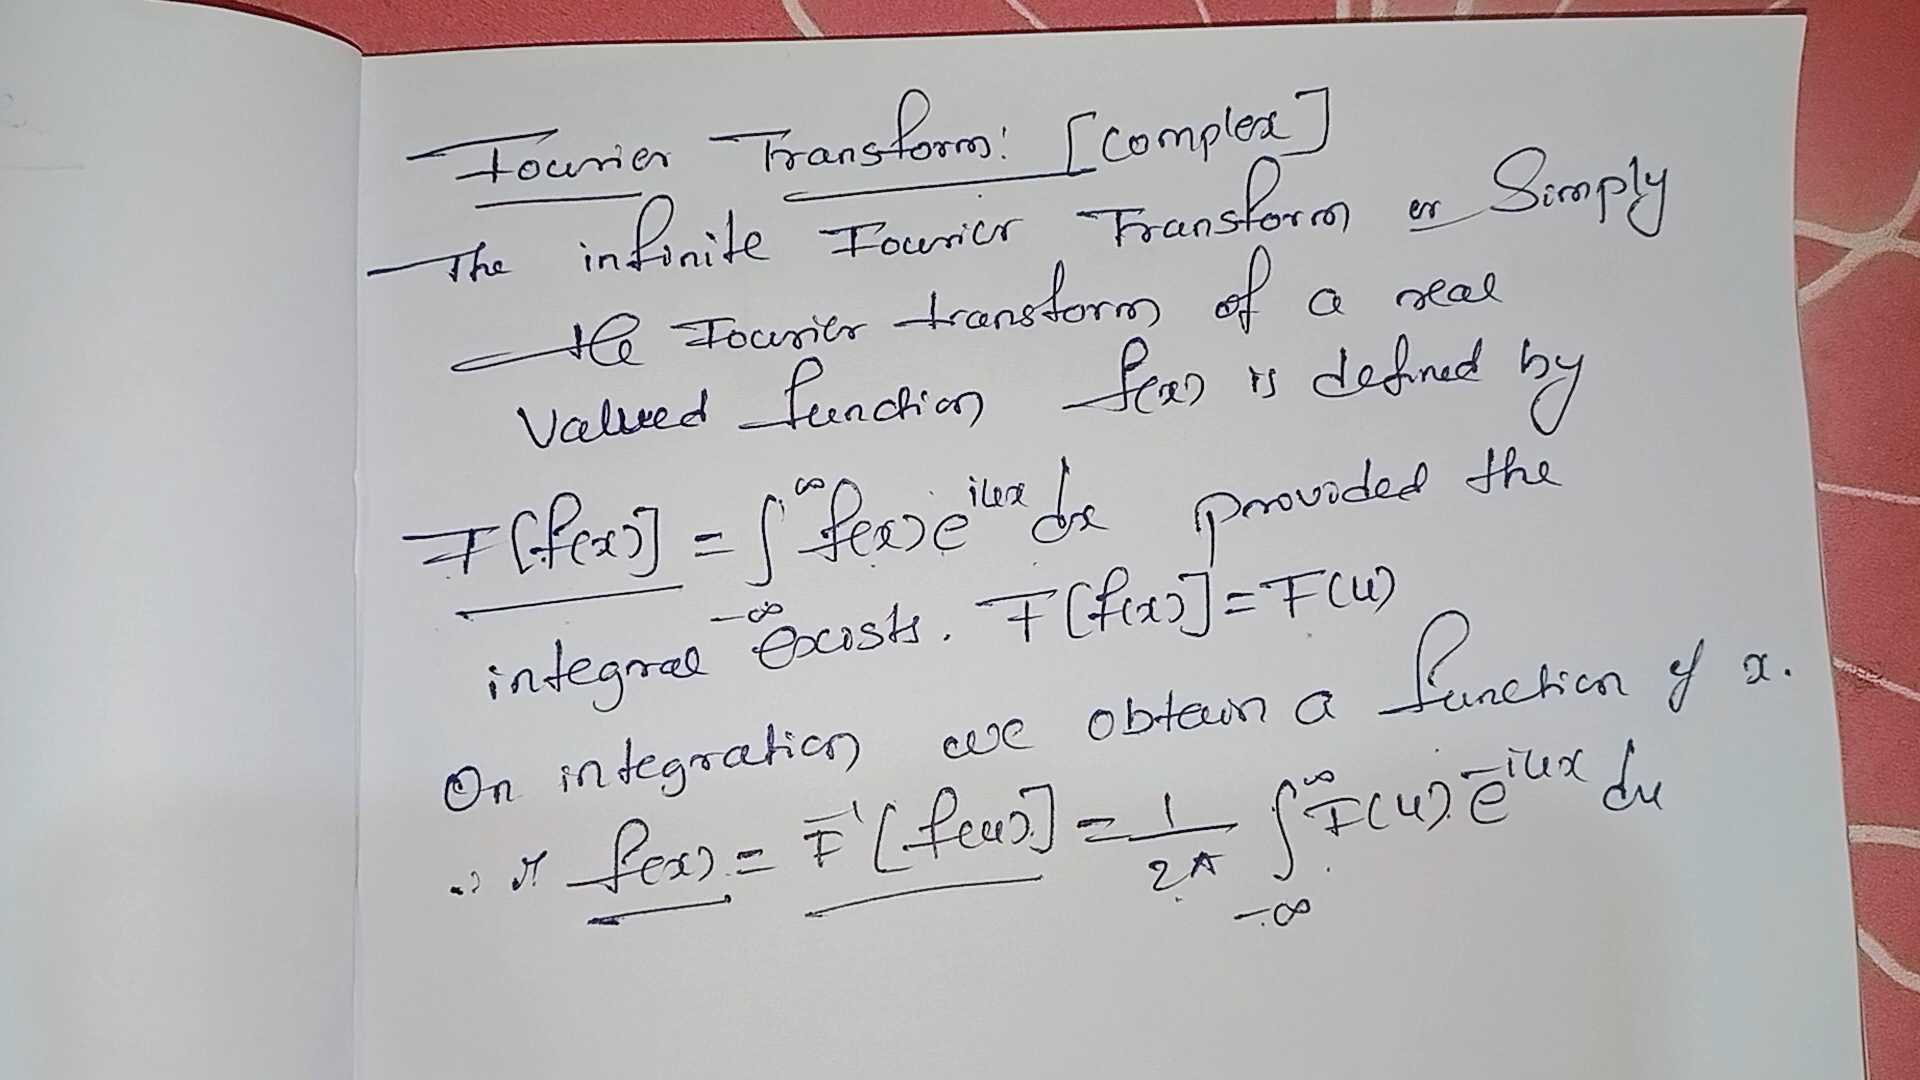 Fourier Transform: [Complex]
The infinite Fourier Transform or Simply
the Fourier transform of a real
Valued function f(x) is defined by
F[f(x)] = ∫_{-∞}^{∞} f(x) e^{iux} dx provided the
integral exists. F[f(x)] = F(u)
On integration we obtain a function of x.
f(x) = F^{-1}[f(u)] = 1/2π ∫_{-∞}^{∞} F(u) . e^{-iux} du